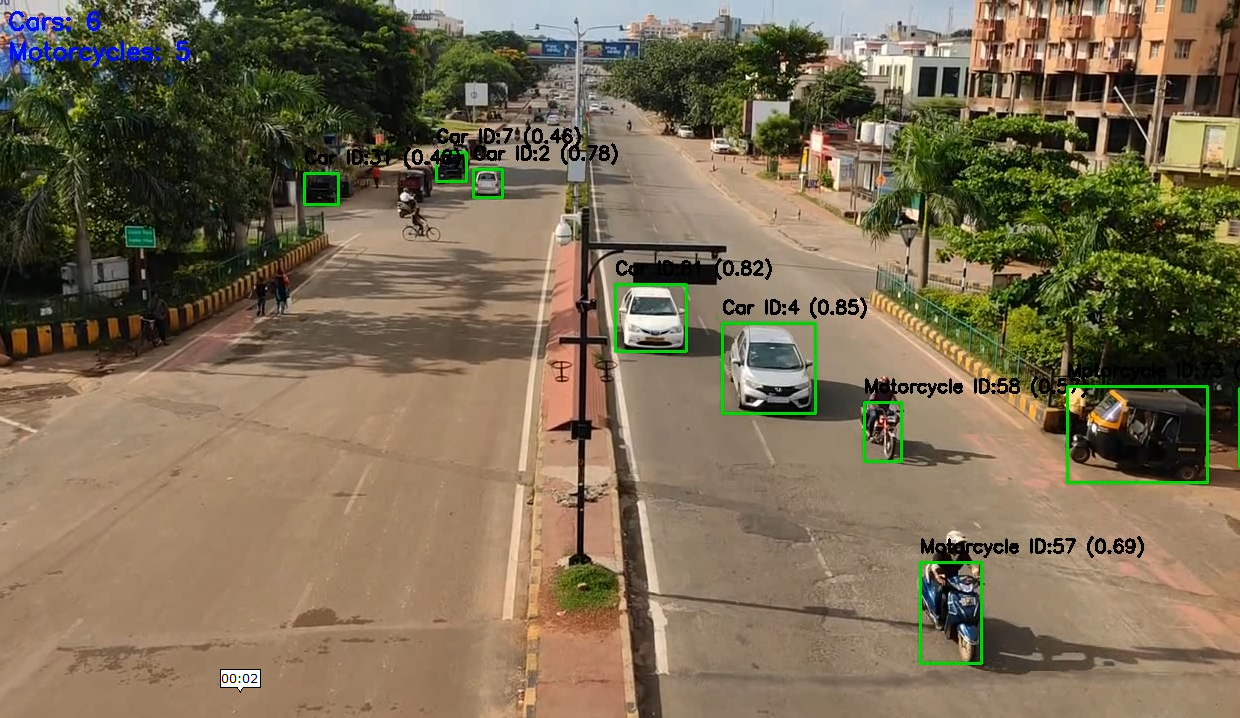 Cars: 6
Motorcycles: 5
Car ID:7 (0.46)
Car ID:31 (0.46)
Car ID:2 (0.78)
Car ID:81 (0.82)
Car ID:4 (0.85)
Motorcycle ID:73 (
Motorcycle ID:58 (0.57)
Motorcycle ID:57 (0.69)
00:02